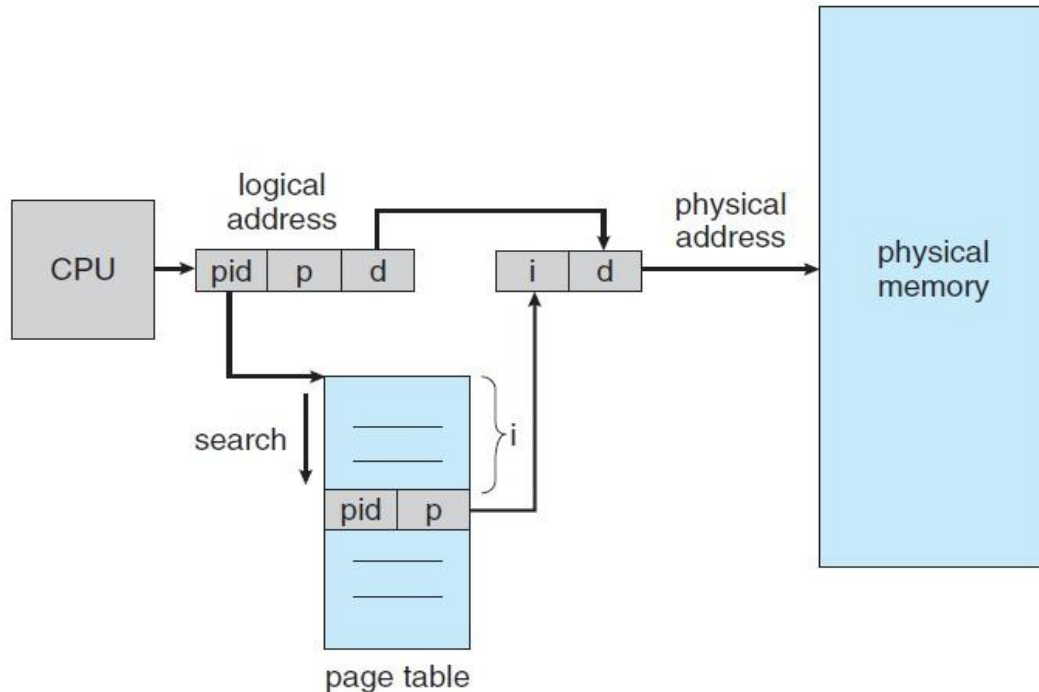 logical
address
CPU
pid p d
i d
physical
address
physical
memory
search
i
pid p
page table